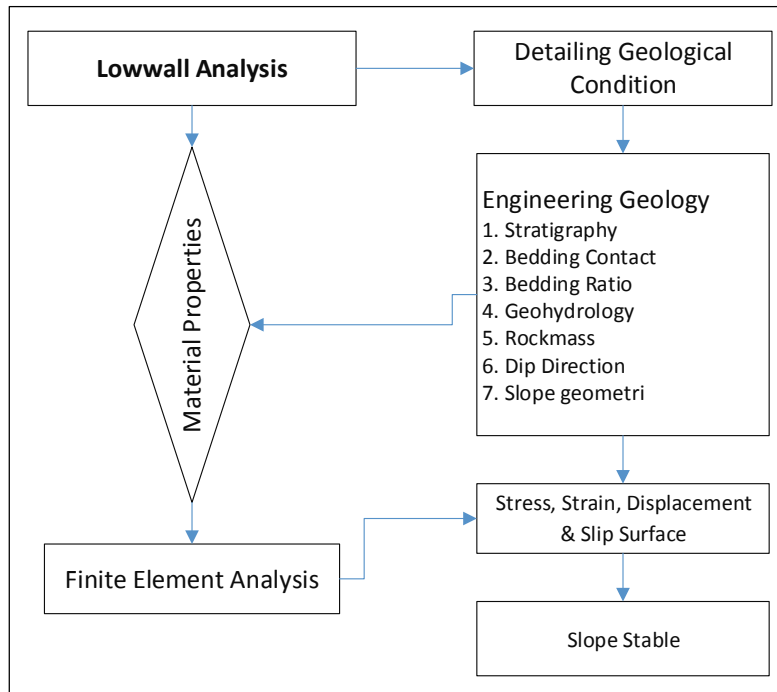 Lowwall Analysis
Detailing Geological
Condition
Engineering Geology
1. Stratigraphy
2. Bedding Contact
3. Bedding Ratio
4. Geohydrology
5. Rockmass
6. Dip Direction
7. Slope geometri
Material Properties
Stress, Strain, Displacement
& Slip Surface
Finite Element Analysis
Slope Stable